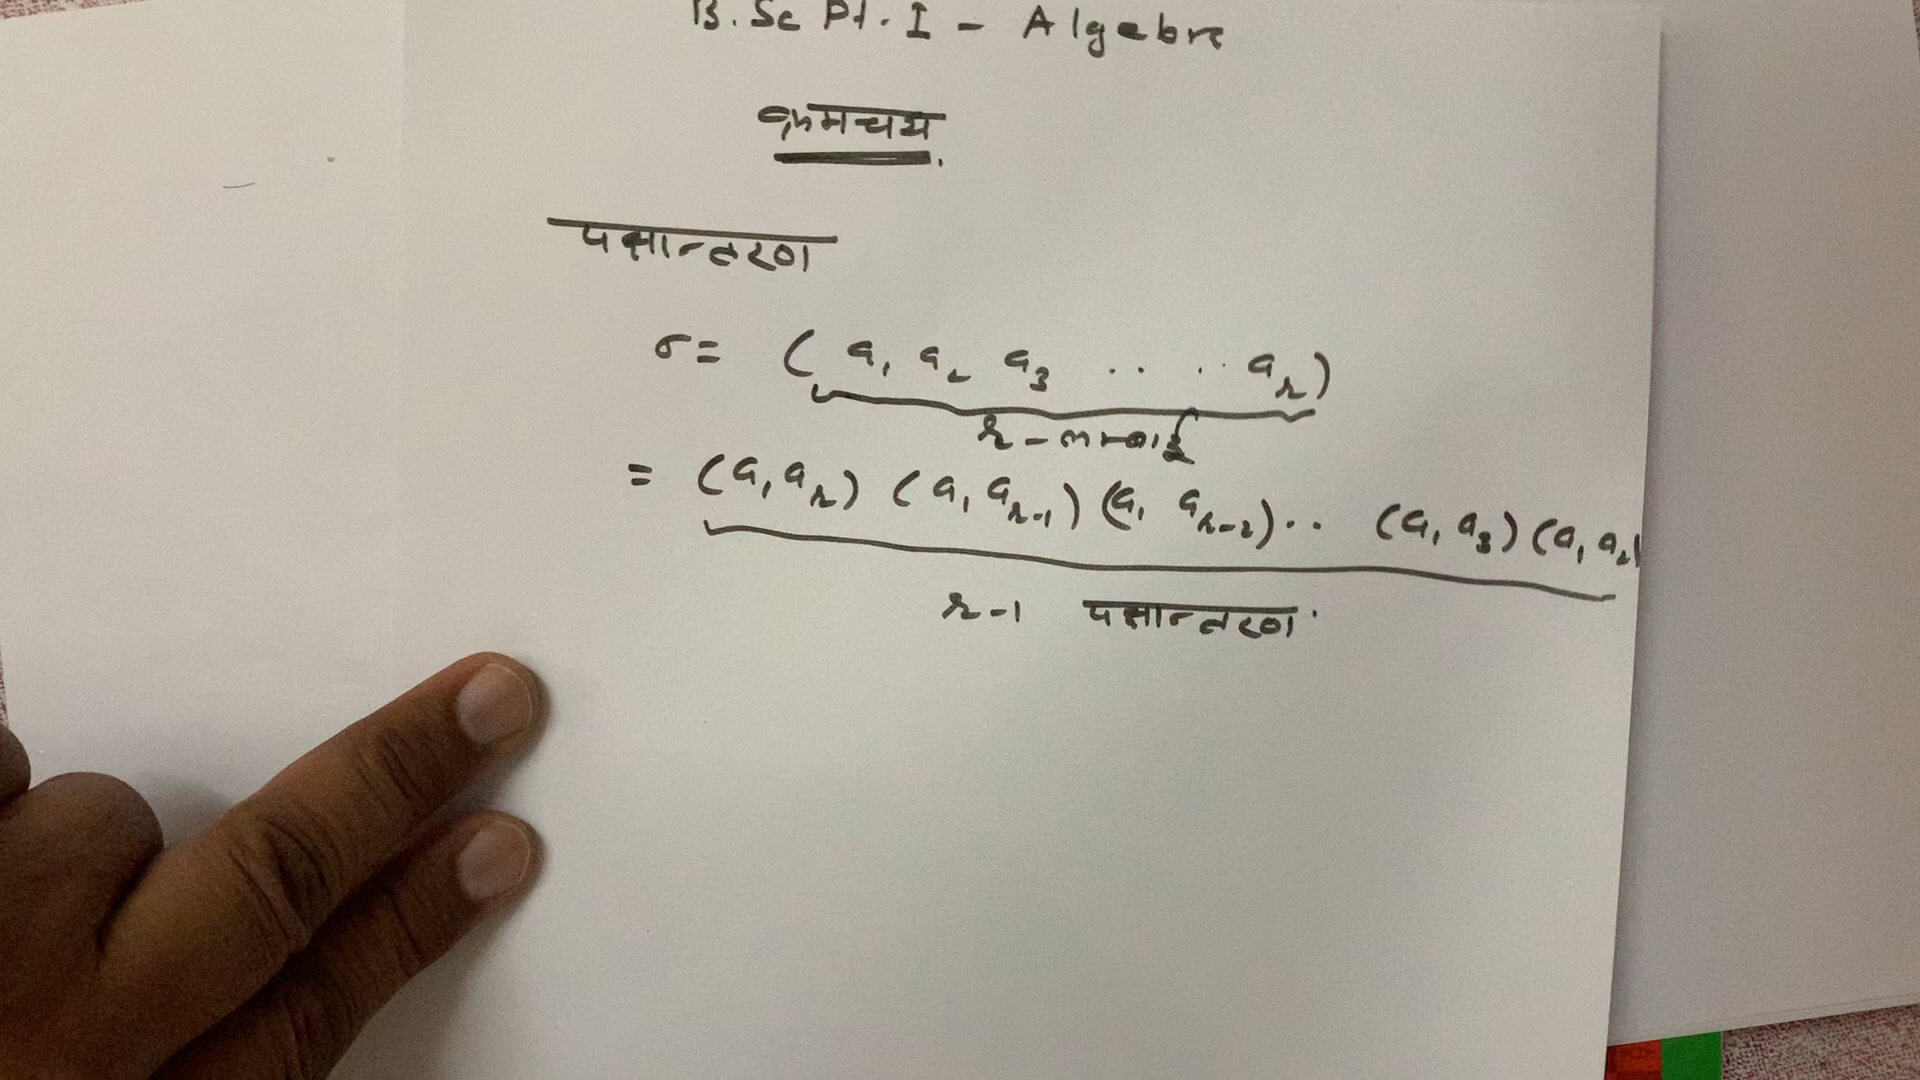 B.Sc Pt. I - Algebra
क्रमचय
पक्षान्तरण
σ = ( a₁ a₂ a₃ .. .. aᵣ )
r - लम्बाई
= (a₁ aᵣ) (a₁ aᵣ₋₁) (a₁ aᵣ₋₂) .. (a₁ a₃) (a₁ a₂)
r-1 पक्षान्तरण.